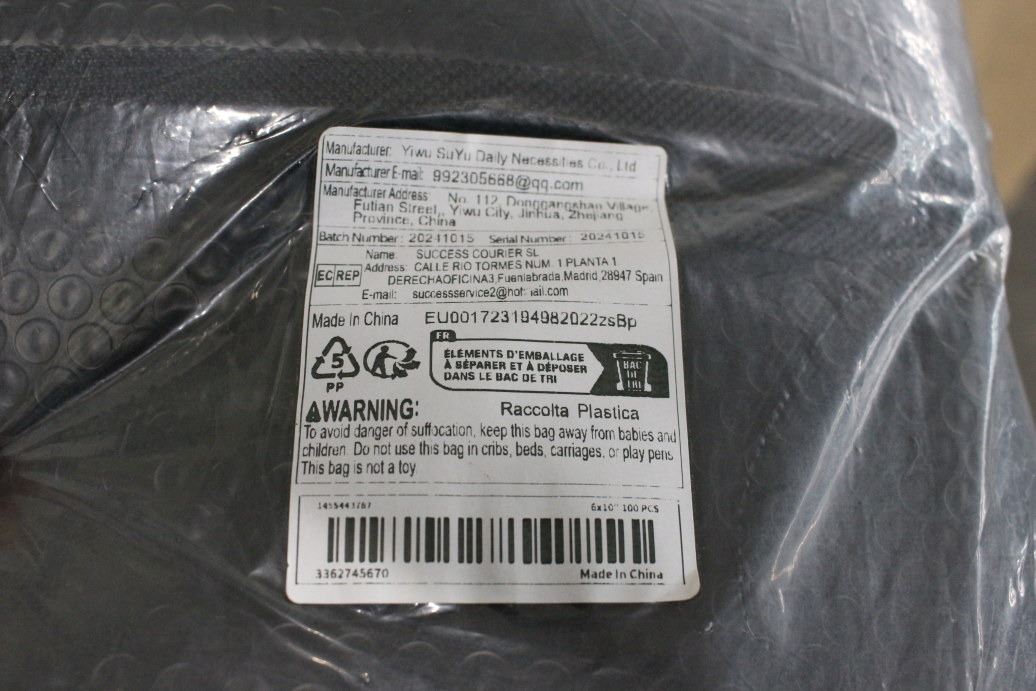 Manufacturer: Yiwu SuYu Daily Necessities Co., Ltd
Manufacturer E-mail: 992305668@qq.com
Manufacturer Address No. 112, Donggangshan Village,
Futian Street,, Yiwu City, Jinhua, Zhejiang
Province, China
Batch Number: 20241015 Serial Number: 20241015
Name: SUCCESS COURIER SL
EC REP Address: CALLE RIO TORMES NUM. 1 PLANTA 1
DERECHAOFICINA3,Fuenlabrada,Madrid,28947 Spain
E-mail: successservice2@hotmail.com
Made In China EU001723194982022zsBp
FR
5
PP
ÉLÉMENTS D'EMBALLAGE
À SÉPARER ET À DÉPOSER
DANS LE BAC DE TRI
BAC
DE
TRI
WARNING:
Raccolta Plastica
To avoid danger of suffocation, keep this bag away from babies and
children. Do not use this bag in cribs, beds, carriages, or play pens
This bag is not a toy.
1455443767 6x10" 100 PCS
3362745670 Made In China